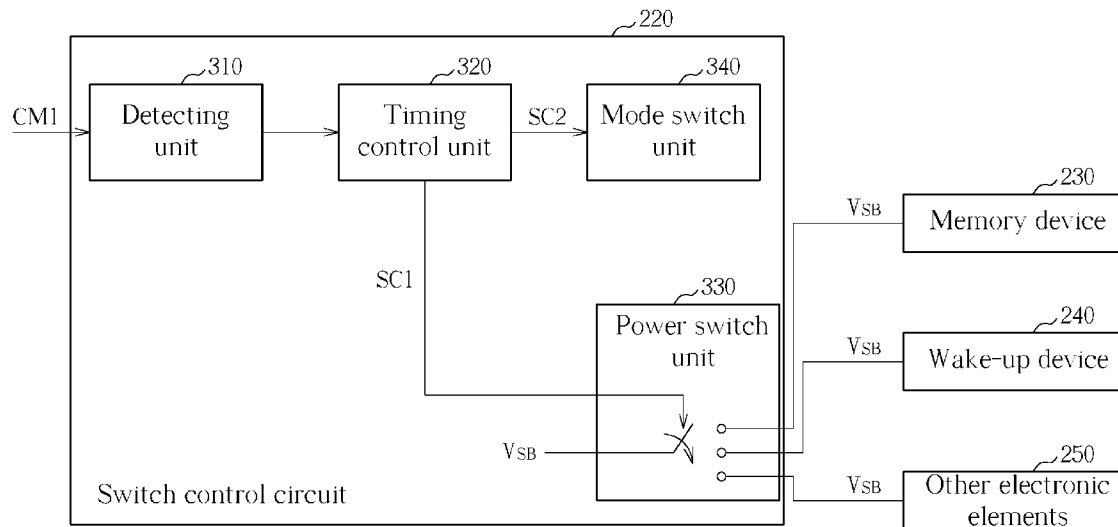 220
310
320
340
CM1
Detecting
unit
Timing
control unit
SC2
Mode switch
unit
230
VSB
Memory device
SC1
330
Power switch
unit
240
VSB
Wake-up device
VSB
250
VSB
Other electronic
elements
Switch control circuit